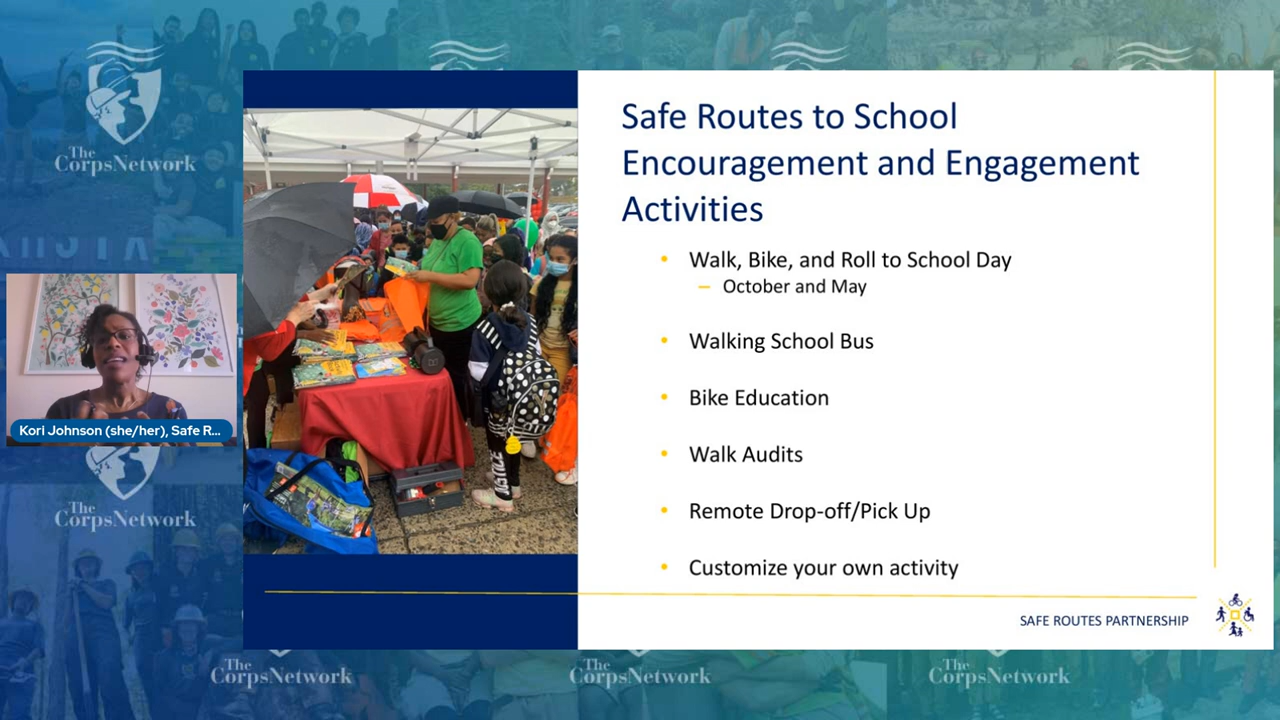 The
CorpsNetwork
Kori Johnson (she/her), Safe R...
The
CorpsNetwork
Safe Routes to School
Encouragement and Engagement
Activities
• Walk, Bike, and Roll to School Day
– October and May
• Walking School Bus
• Bike Education
• Walk Audits
• Remote Drop-off/Pick Up
• Customize your own activity
SAFE ROUTES PARTNERSHIP
JUSTICE
The
CorpsNetwork
The
CorpsNetwork
The
CorpsNetwork